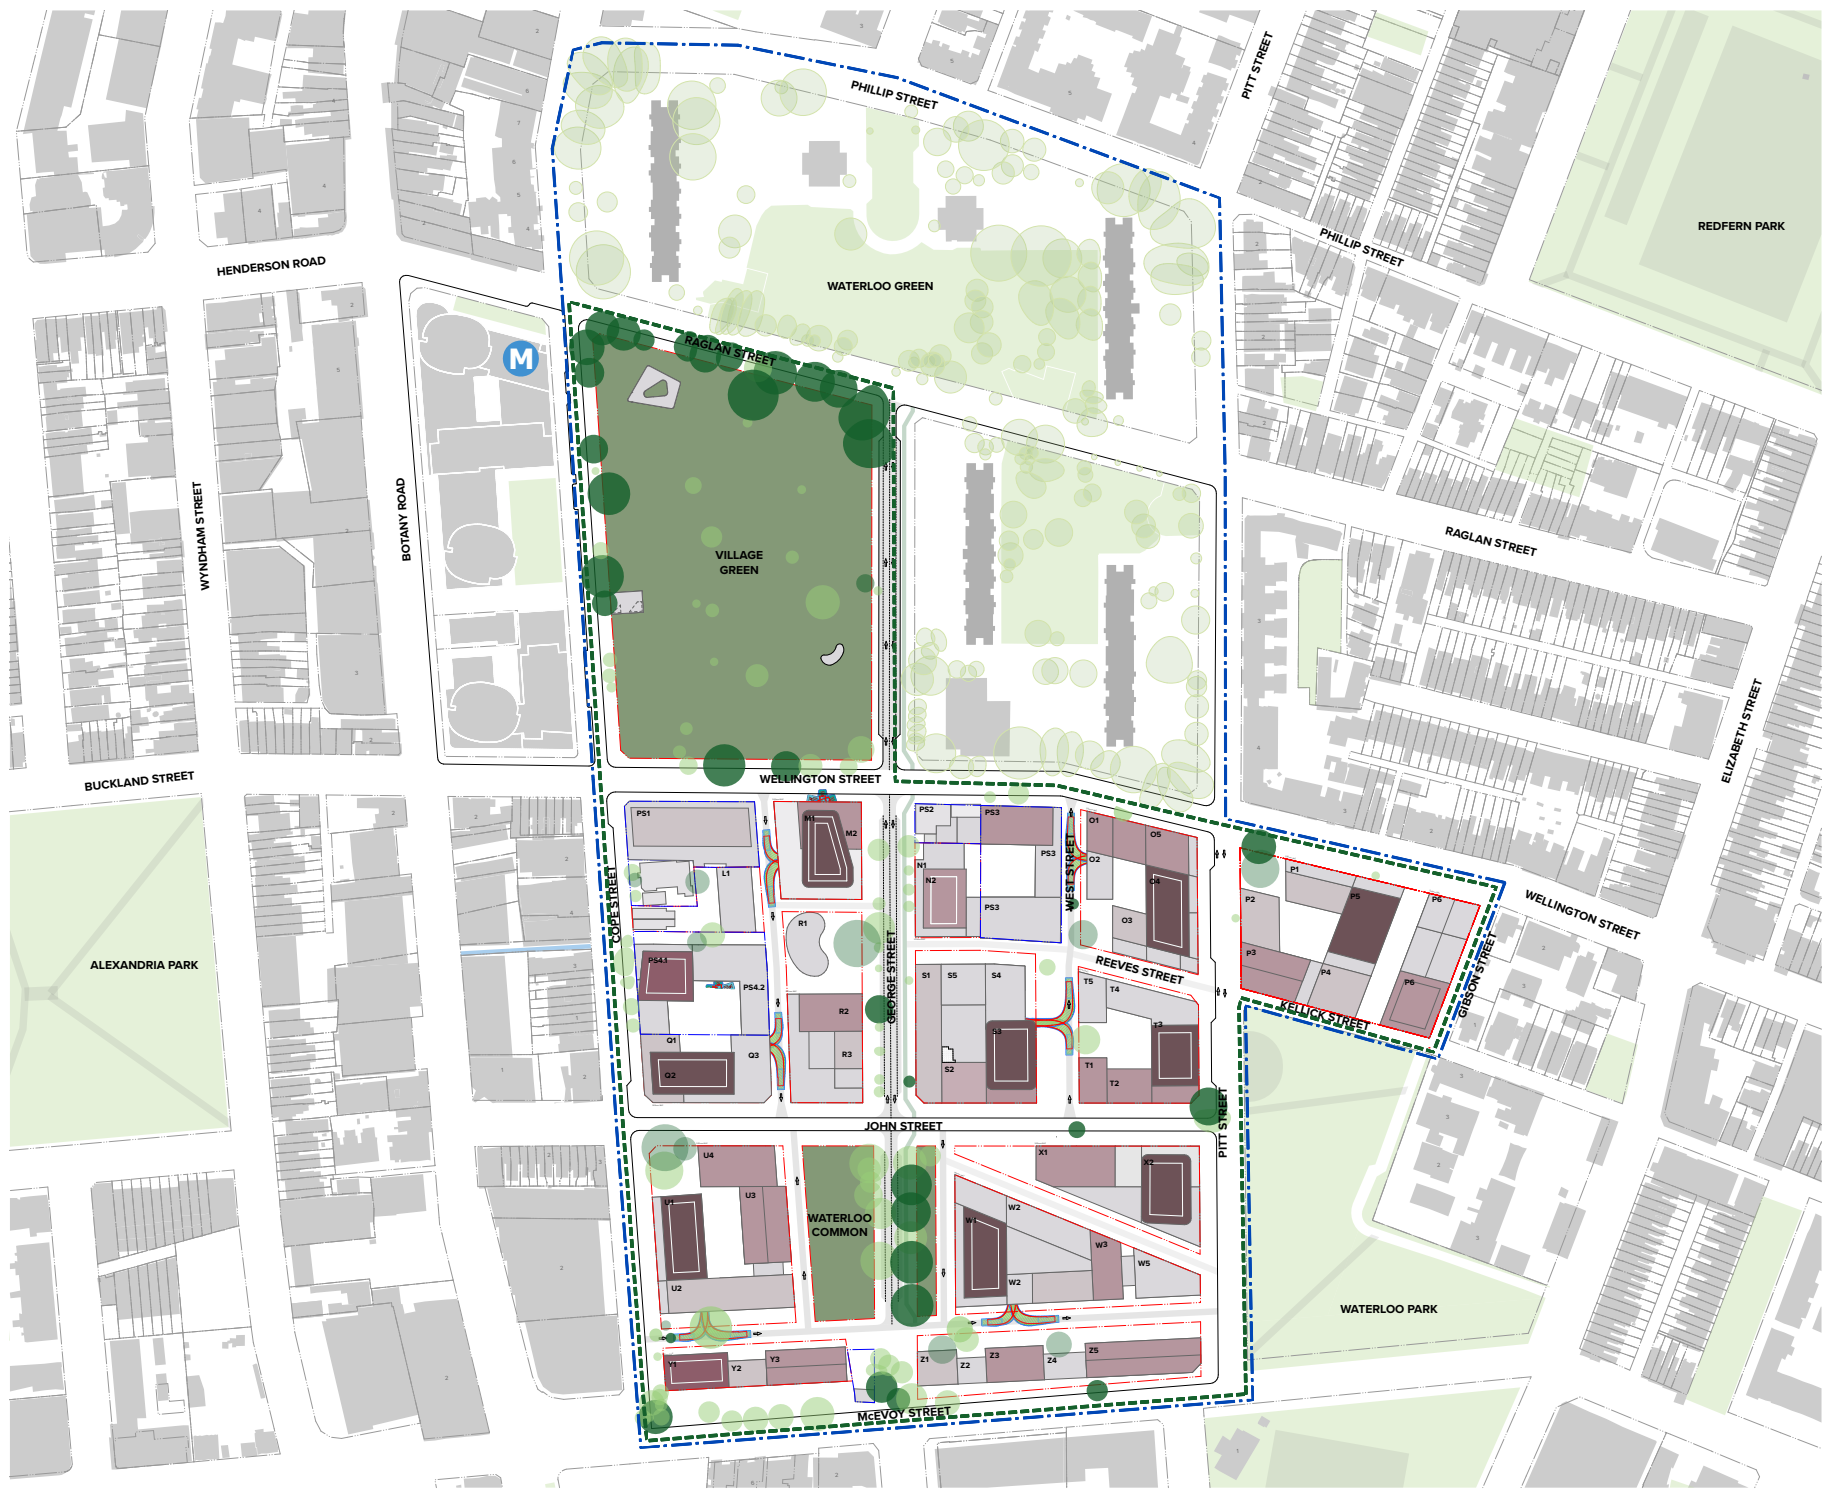 PHILLIP STREET
PITT STREET
REDFERN PARK
PHILLIP STREET
HENDERSON ROAD
WATERLOO GREEN
M
RAGLAN STREET
WYNDHAM STREET
BOTANY ROAD
VILLAGE
GREEN
RAGLAN STREET
ELIZABETH STREET
BUCKLAND STREET
WELLINGTON STREET
PS1
M1
M2
PS2
PS3
O1
O5
PS3
O2
WEST STREET
L1
N1
N2
O4
P1
P5
P2
P6
WELLINGTON STREET
COPE STREET
PS3
O3
R1
ALEXANDRIA PARK
PS4.1
PS4.2
GEORGE STREET
REEVES STREET
P3
P4
P6
GIBSON STREET
KELLICK STREET
S1
S5
S4
T5
T4
R2
S3
T3
Q1
Q3
R3
Q2
S2
T1
T2
JOHN STREET
PITT STREET
U4
X1
X2
U1
U3
WATERLOO
COMMON
W1
W2
W3
W5
U2
W2
WATERLOO PARK
Y1
Y2
Y3
Z1
Z2
Z3
Z4
Z5
McEVOY STREET